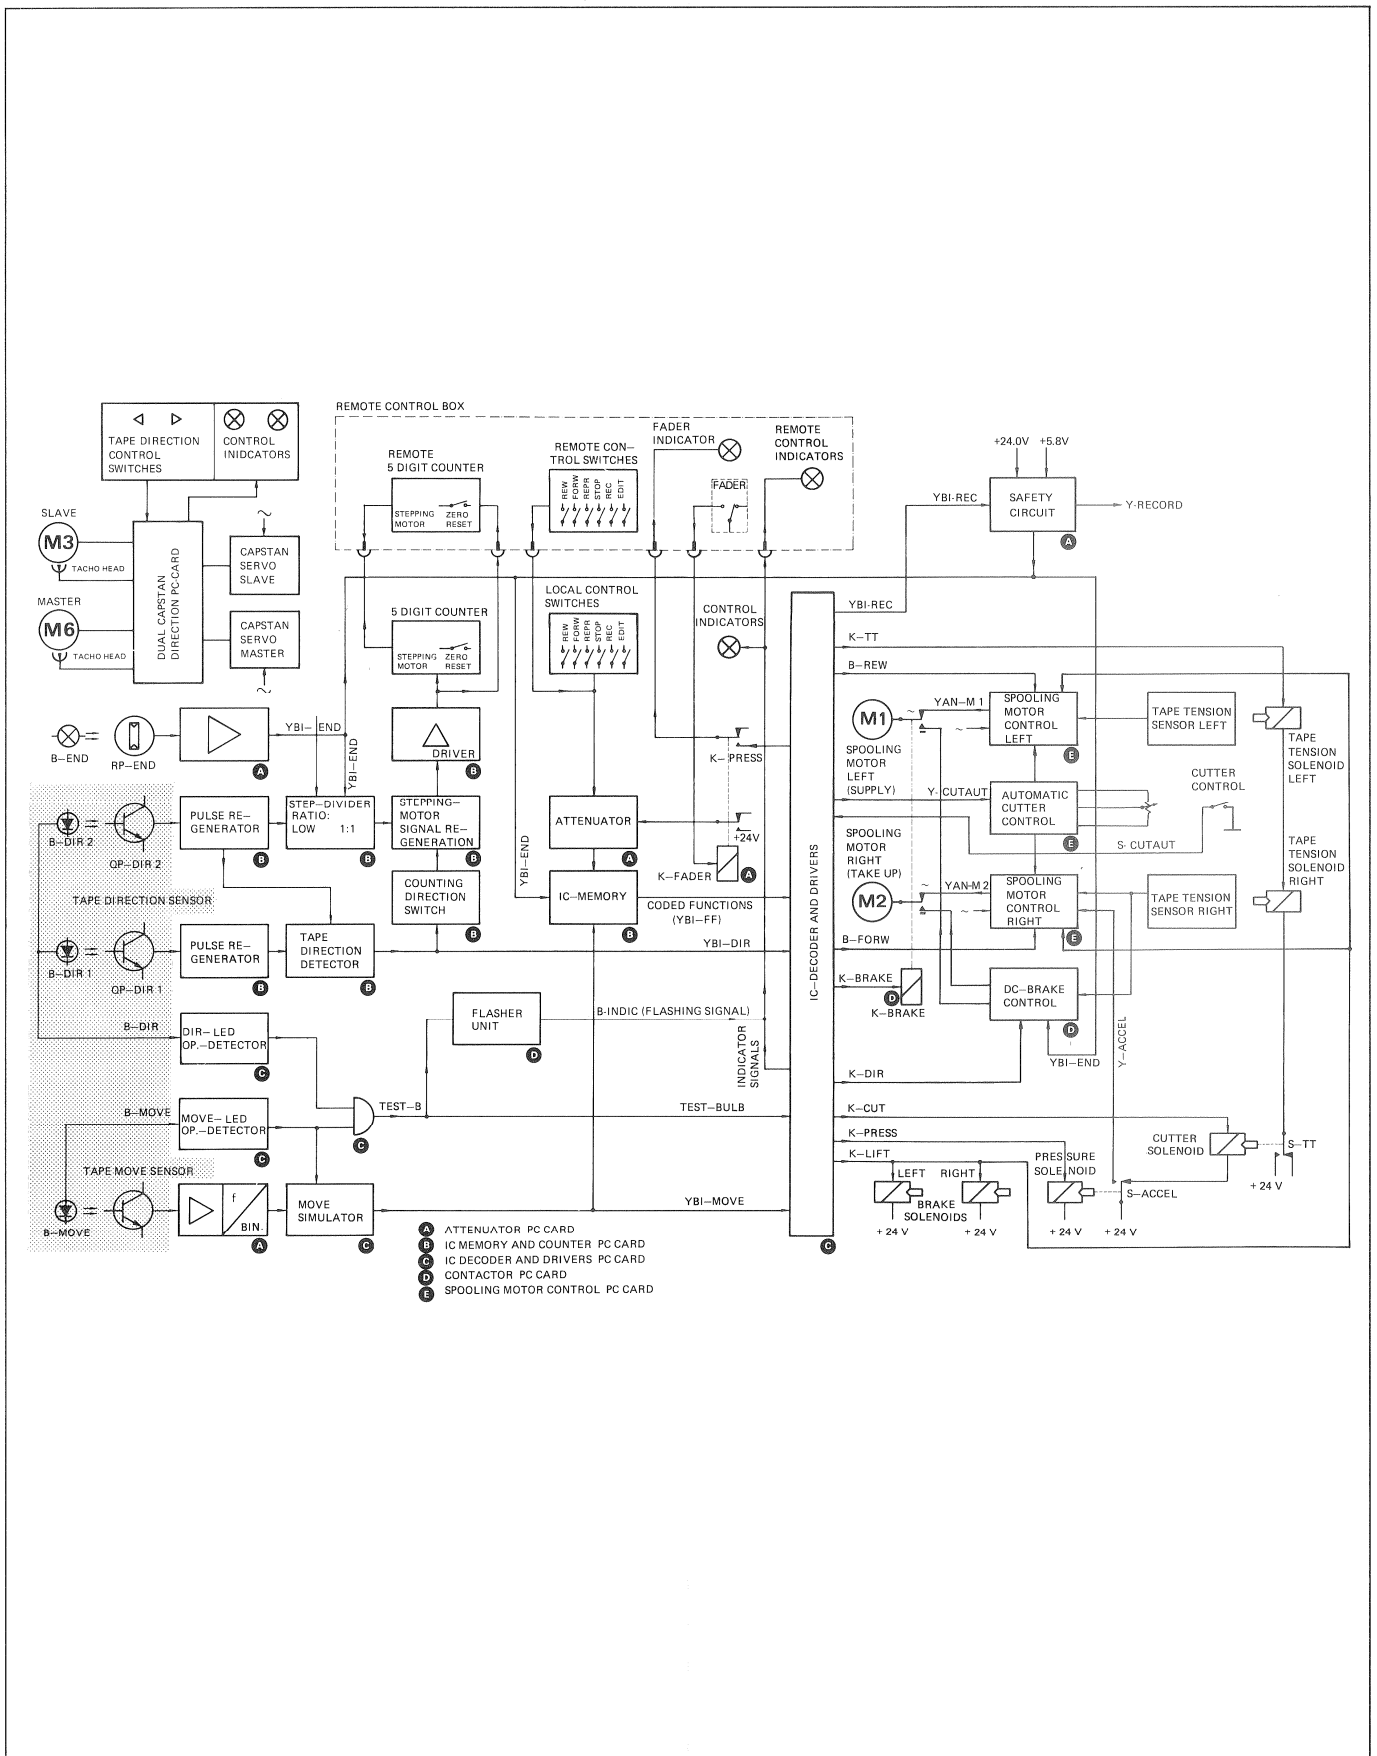 REMOTE CONTROL BOX
TAPE DIRECTION
CONTROL
SWITCHES
CONTROL
INIDCATORS
REMOTE
5 DIGIT COUNTER
STEPPING
MOTOR
ZERO
RESET
REMOTE CON–
TROL SWITCHES
REW
FORW
REPR
STOP
REC
EDIT
FADER
INDICATOR
FADER
REMOTE
CONTROL
INDICATORS
+24.0V
+5.8V
YBI-REC
SAFETY
CIRCUIT
Y-RECORD
A
SLAVE
M3
TACHO HEAD
MASTER
M6
TACHO HEAD
DUAL CAPSTAN
DIRECTION PC-CARD
~
CAPSTAN
SERVO
SLAVE
CAPSTAN
SERVO
MASTER
~
5 DIGIT COUNTER
STEPPING
MOTOR
ZERO
RESET
LOCAL CONTROL
SWITCHES
REW
FORW
REPR
STOP
REC
EDIT
CONTROL
INDICATORS
YBI-REC
K–TT
B–REW
B–END
RP–END
A
YBI–END
YBI–END
DRIVER
B
K–PRESS
M1
~
YAN–M1
~
SPOOLING
MOTOR
CONTROL
LEFT
E
TAPE TENSION
SENSOR LEFT
TAPE
TENSION
SOLENOID
LEFT
SPOOLING
MOTOR
LEFT
(SUPPLY)
Y-CUTAUT
AUTOMATIC
CUTTER
CONTROL
E
CUTTER
CONTROL
S-CUTAUT
B–DIR 2
QP–DIR 2
PULSE RE–
GENERATOR
B
STEP–DIVIDER
RATIO:
LOW 1:1
B
STEPPING–
MOTOR
SIGNAL RE–
GENERATION
B
ATTENUATOR
A
+24V
K–FADER
A
YBI–END
SPOOLING
MOTOR
RIGHT
(TAKE UP)
M2
~
YAN-M2
~
SPOOLING
MOTOR
CONTROL
RIGHT
E
TAPE TENSION
SENSOR RIGHT
TAPE
TENSION
SOLENOID
RIGHT
COUNTING
DIRECTION
SWITCH
B
IC–MEMORY
B
CODED FUNCTIONS
(YBI–FF)
IC–DECODER AND DRIVERS
TAPE DIRECTION SENSOR
B–DIR 1
QP–DIR 1
PULSE RE–
GENERATOR
B
TAPE
DIRECTION
DETECTOR
B
YBI–DIR
B–FORW
K–BRAKE
D
K–BRAKE
DC–BRAKE
CONTROL
D
YBI–END
Y–ACCEL
B–DIR
DIR–LED
OP.–DETECTOR
C
FLASHER
UNIT
D
B-INDIC (FLASHING SIGNAL)
INDICATOR
SIGNALS
K–DIR
B–MOVE
MOVE–LED
OP.–DETECTOR
C
TEST–B
C
TEST–BULB
K–CUT
K–PRESS
K–LIFT
CUTTER
SOLENOID
S–TT
+ 24 V
TAPE MOVE SENSOR
B–MOVE
f
BIN.
A
MOVE
SIMULATOR
C
YBI–MOVE
LEFT
RIGHT
BRAKE
SOLENOIDS
+ 24 V
+ 24 V
PRESSURE
SOLENOID
+ 24 V
S–ACCEL
+ 24 V
C
A ATTENUATOR PC CARD
B IC MEMORY AND COUNTER PC CARD
C IC DECODER AND DRIVERS PC CARD
D CONTACTOR PC CARD
E SPOOLING MOTOR CONTROL PC CARD